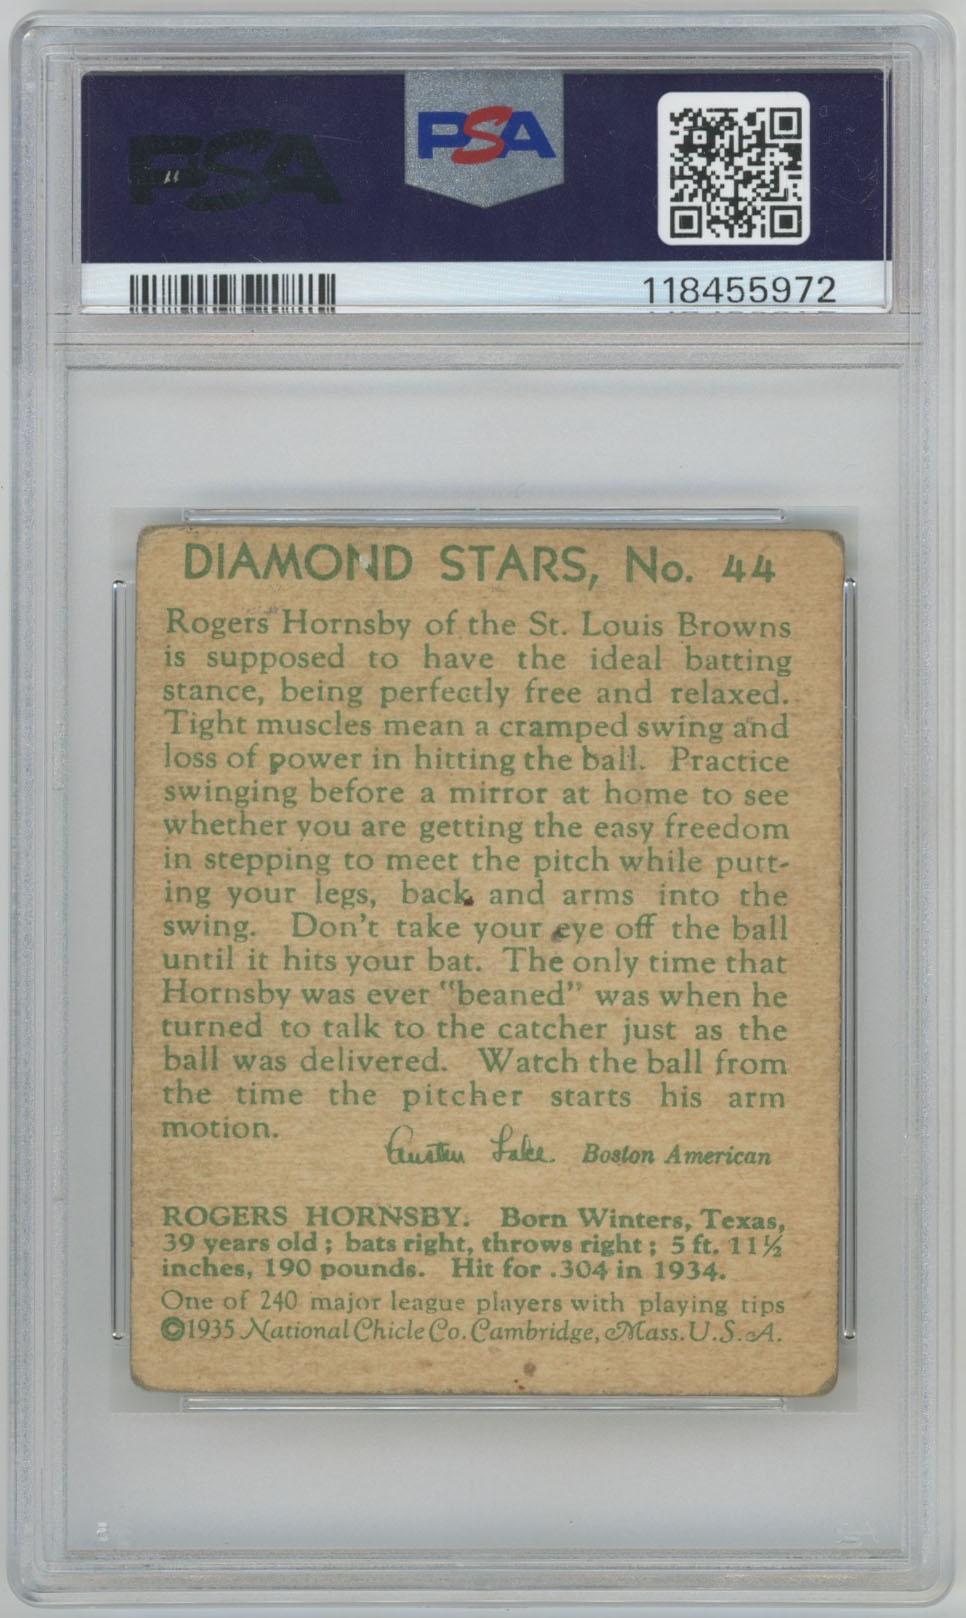 PSA
PSA
118455972
DIAMOND STARS, No. 44
Rogers Hornsby of the St. Louis Browns
is supposed to have the ideal batting
stance, being perfectly free and relaxed.
Tight muscles mean a cramped swing and
loss of power in hitting the ball. Practice
swinging before a mirror at home to see
whether you are getting the easy freedom
in stepping to meet the pitch while putt-
ing your legs, back and arms into the
swing. Don't take your eye off the ball
until it hits your bat. The only time that
Hornsby was ever "beaned" was when he
turned to talk to the catcher just as the
ball was delivered. Watch the ball from
the time the pitcher starts his arm
motion.
Austen Lake Boston American
ROGERS HORNSBY. Born Winters, Texas,
39 years old; bats right, throws right; 5 ft. 11½
inches, 190 pounds. Hit for .304 in 1934.
One of 240 major league players with playing tips
©1935 National Chicle Co. Cambridge, Mass. U.S.A.